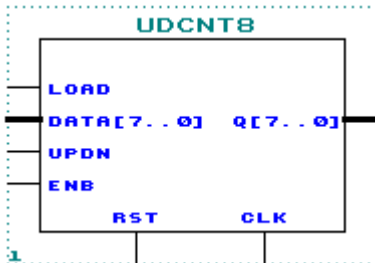 UDCNT8
LOAD
DATA[7..0] Q[7..0]
UPDN
ENB
RST CLK
1